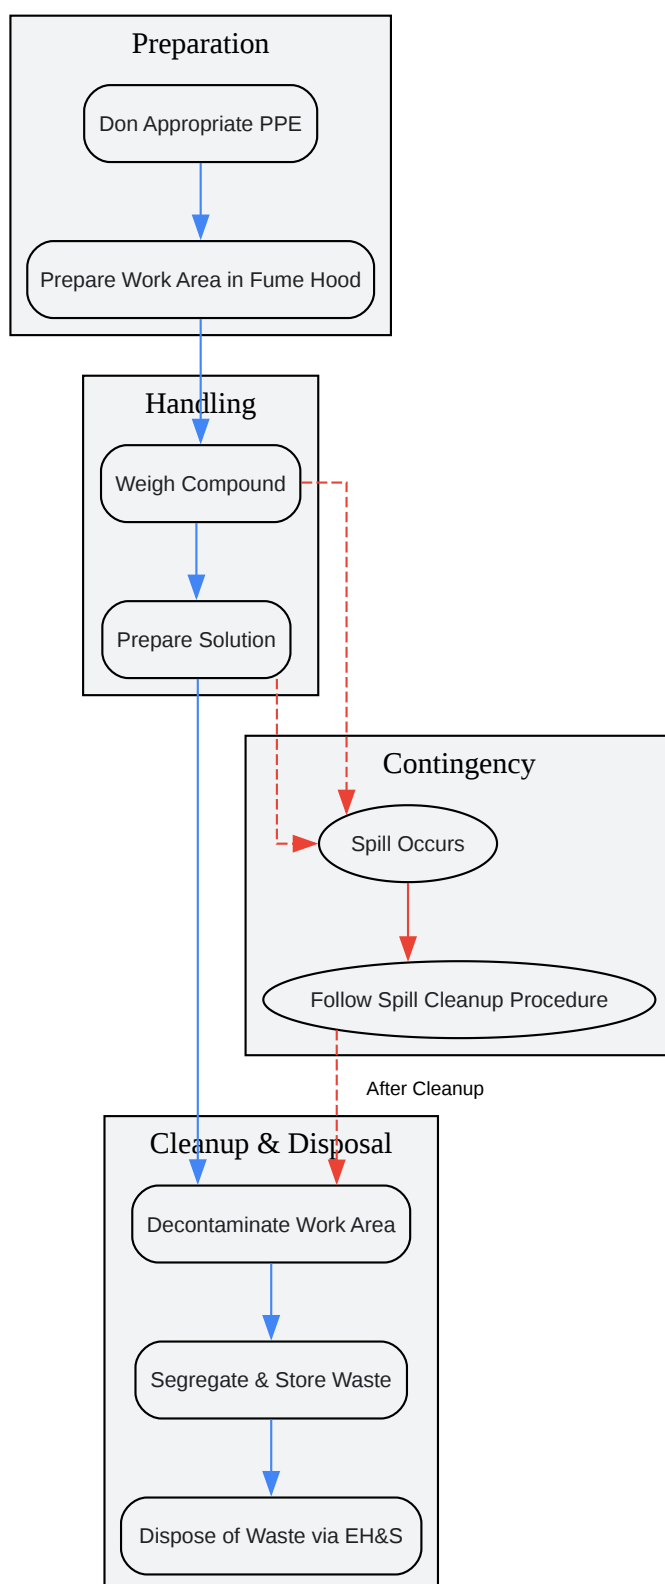 Preparation
Don Appropriate PPE
Prepare Work Area in Fume Hood
Handling
Weigh Compound
Prepare Solution
Contingency
Spill Occurs
Follow Spill Cleanup Procedure
After Cleanup
Cleanup & Disposal
Decontaminate Work Area
Segregate & Store Waste
Dispose of Waste via EH&S